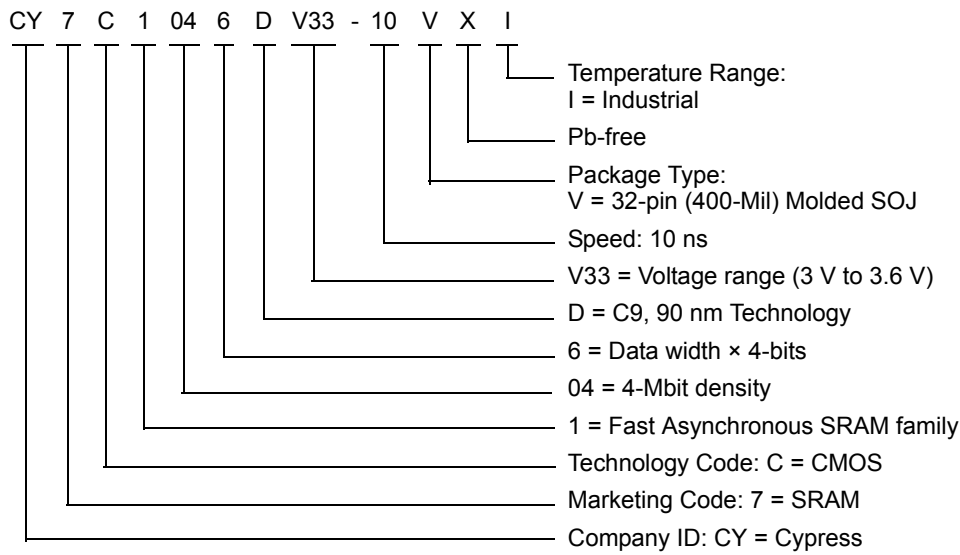 CY 7 C 1 04 6 D V33 - 10 V X I
Temperature Range:
I = Industrial
Pb-free
Package Type:
V = 32-pin (400-Mil) Molded SOJ
Speed: 10 ns
V33 = Voltage range (3 V to 3.6 V)
D = C9, 90 nm Technology
6 = Data width × 4-bits
04 = 4-Mbit density
1 = Fast Asynchronous SRAM family
Technology Code: C = CMOS
Marketing Code: 7 = SRAM
Company ID: CY = Cypress